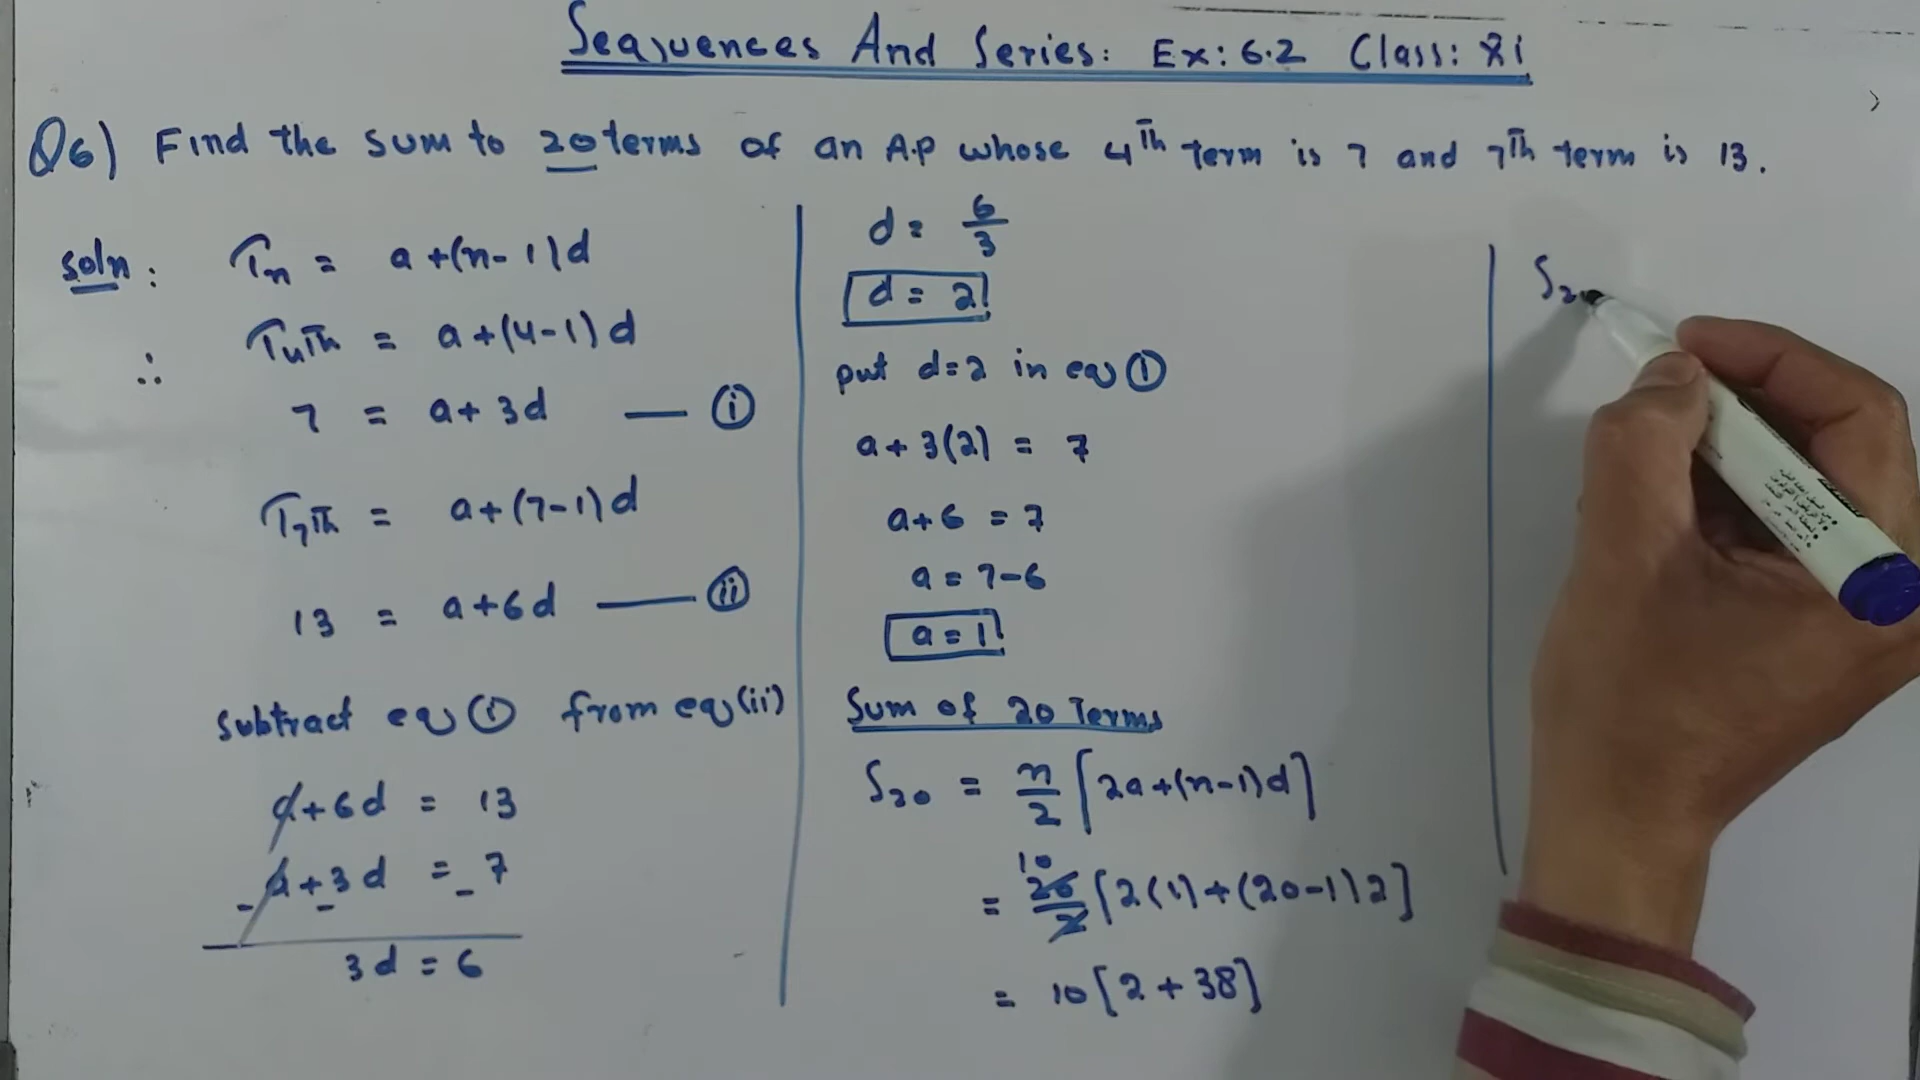 Sequences And Series: Ex: 6.2 Class: XI
Q6) Find the sum to 20 terms of an A.P whose 4th term is 7 and 7th term is 13.
soln: Tn = a+(n-1)d
∴ T4th = a+(4-1)d
7 = a+3d — (i)
T7th = a+(7-1)d
13 = a+6d — (ii)
subtract eq (i) from eq(ii)
a+6d = 13
-a+3d = -7
-
3d = 6
d = 6/3
d = 2
put d=2 in eq (1)
a+3(2) = 7
a+6 = 7
a = 7-6
a = 1
Sum of 20 Terms
S20 = n/2 [2a+(n-1)d]
10
= 20/2 [2(1)+(20-1)2]
= 10[2+38]